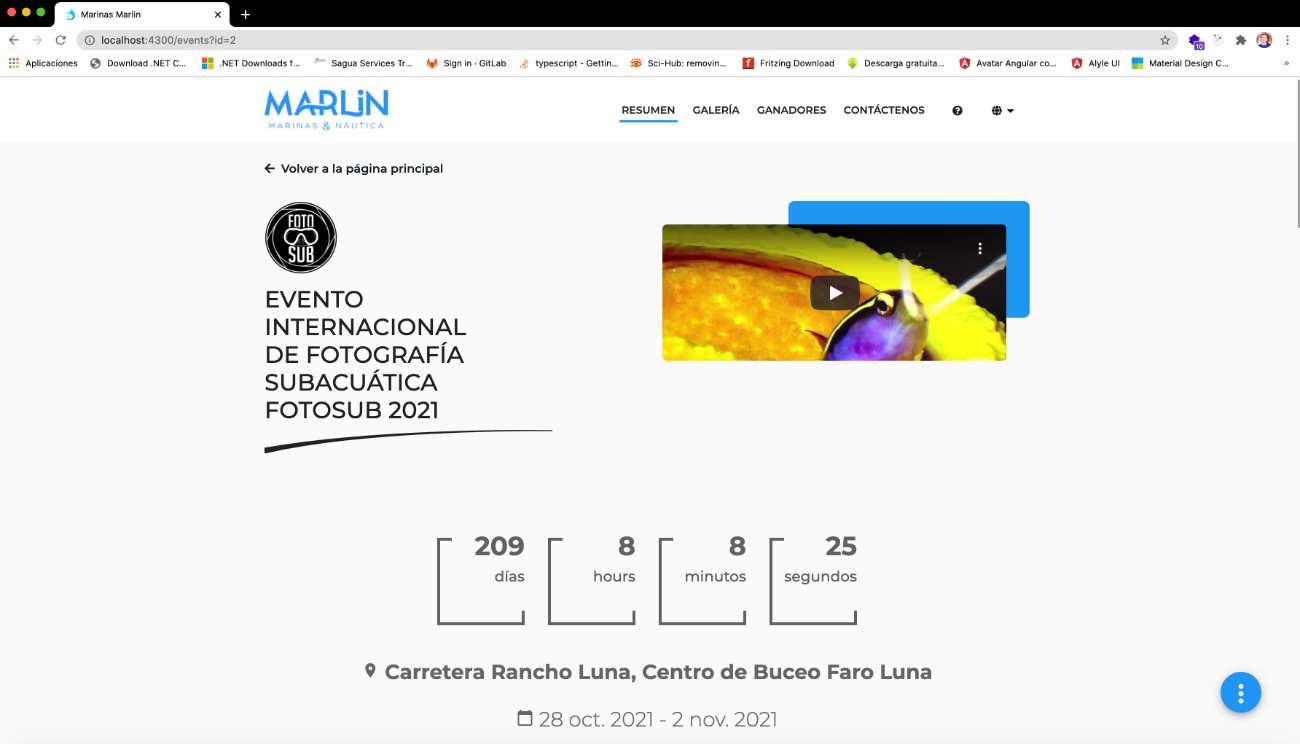 Marinas Marlin
localhost:4300/events?id=2
10
Aplicaciones
Download .NET C...
.NET Downloads f...
Sagua Services Tr...
Sign in · GitLab
typescript - Gettin...
Sci-Hub: removin...
Fritzing Download
Descarga gratuita...
Avatar Angular co...
Alyle UI
Material Design C...
MARLIN
MARINAS & NÁUTICA
RESUMEN
GALERÍA
GANADORES
CONTÁCTENOS
Volver a la página principal
FOTO
SUB
EVENTO
INTERNACIONAL
DE FOTOGRAFÍA
SUBACUÁTICA
FOTOSUB 2021
209
días
8
hours
8
minutos
25
segundos
Carretera Rancho Luna, Centro de Buceo Faro Luna
28 oct. 2021 - 2 nov. 2021